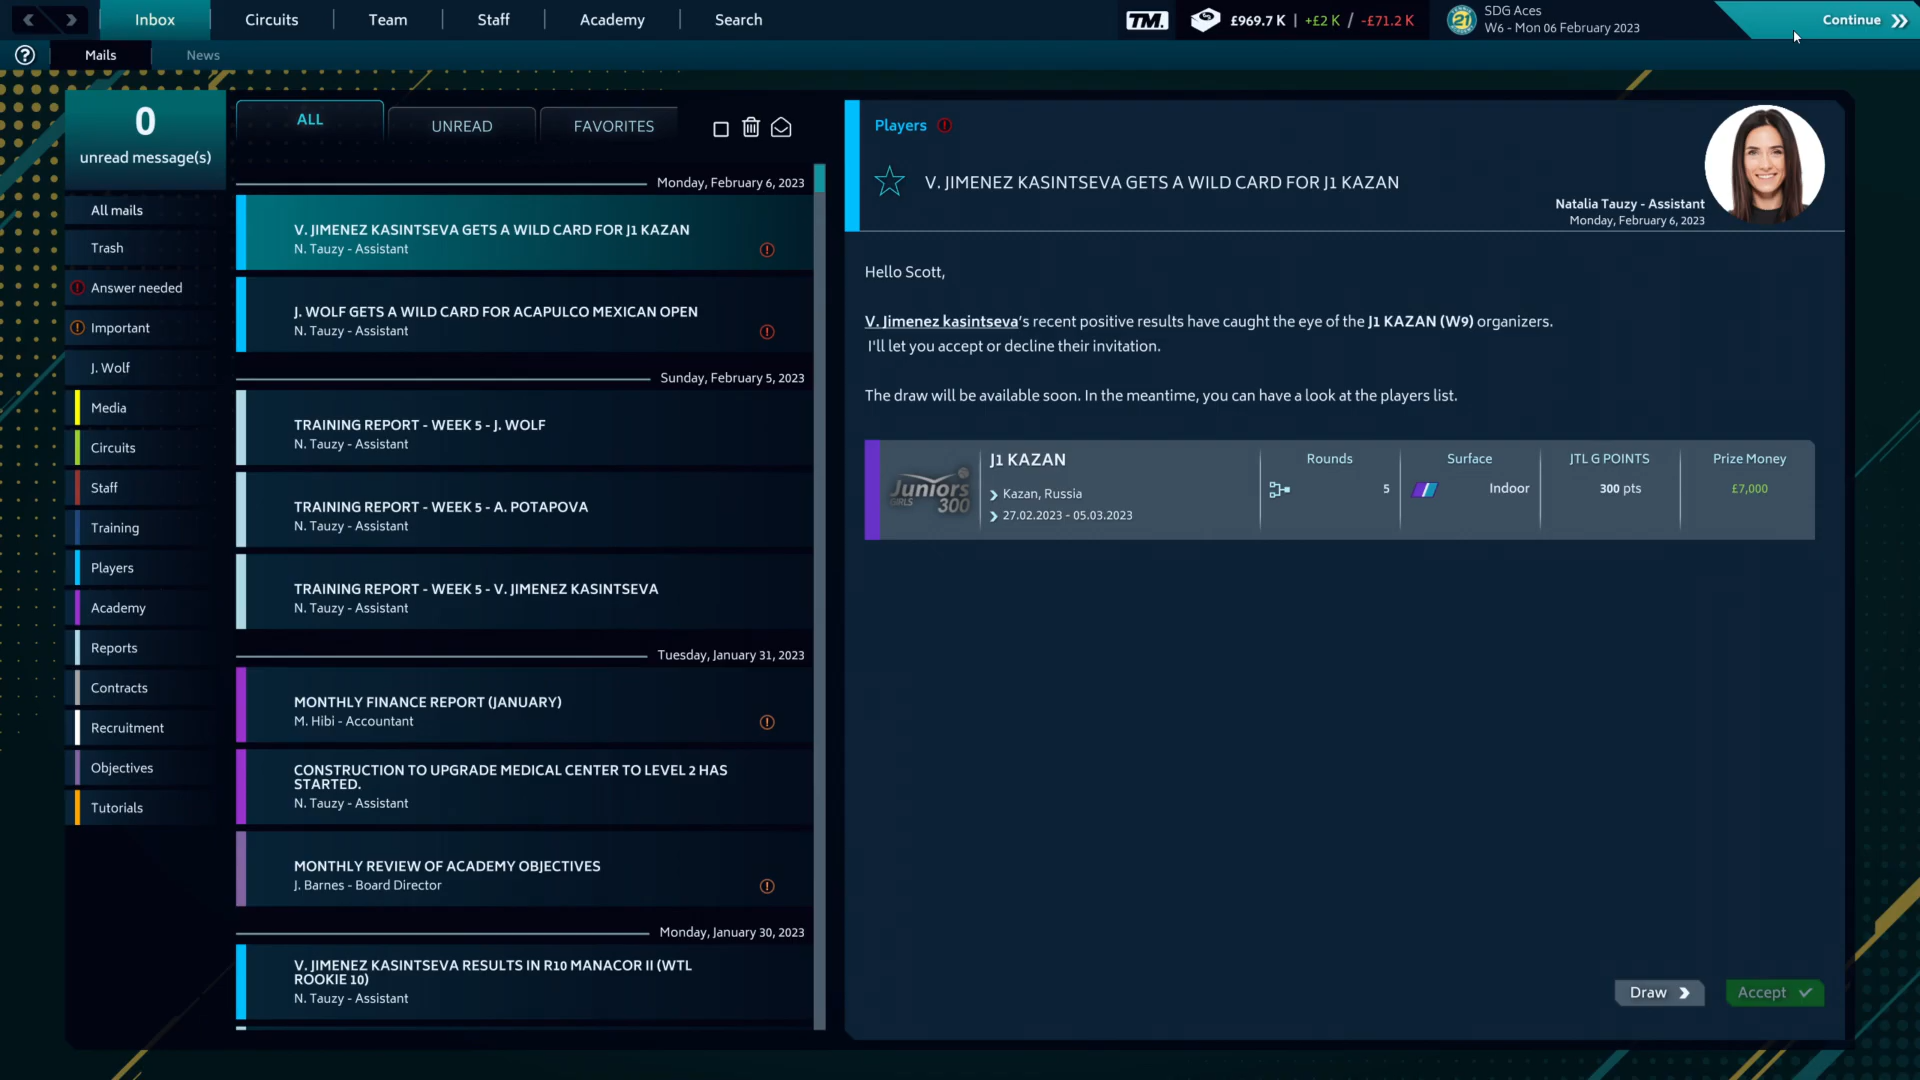 Inbox
Circuits
Team
Staff
Academy
Search
TM.
£969.7 K | +£2 K / -£71.2 K
21
SDG Aces
W6 - Mon 06 February 2023
Continue
Mails
News
0
unread message(s)
All mails
Trash
Answer needed
Important
J. Wolf
Media
Circuits
Staff
Training
Players
Academy
Reports
Contracts
Recruitment
Objectives
Tutorials
ALL
UNREAD
FAVORITES
Monday, February 6, 2023
V. JIMENEZ KASINTSEVA GETS A WILD CARD FOR J1 KAZAN
N. Tauzy - Assistant
J. WOLF GETS A WILD CARD FOR ACAPULCO MEXICAN OPEN
N. Tauzy - Assistant
Sunday, February 5, 2023
TRAINING REPORT - WEEK 5 - J. WOLF
N. Tauzy - Assistant
TRAINING REPORT - WEEK 5 - A. POTAPOVA
N. Tauzy - Assistant
TRAINING REPORT - WEEK 5 - V. JIMENEZ KASINTSEVA
N. Tauzy - Assistant
Tuesday, January 31, 2023
MONTHLY FINANCE REPORT (JANUARY)
M. Hibi - Accountant
CONSTRUCTION TO UPGRADE MEDICAL CENTER TO LEVEL 2 HAS
STARTED.
N. Tauzy - Assistant
MONTHLY REVIEW OF ACADEMY OBJECTIVES
J. Barnes - Board Director
Monday, January 30, 2023
V. JIMENEZ KASINTSEVA RESULTS IN R10 MANACOR II (WTL
ROOKIE 10)
N. Tauzy - Assistant
Players
V. JIMENEZ KASINTSEVA GETS A WILD CARD FOR J1 KAZAN
Natalia Tauzy - Assistant
Monday, February 6, 2023
Hello Scott,
V. Jimenez kasintseva's recent positive results have caught the eye of the J1 KAZAN (W9) organizers.
I'll let you accept or decline their invitation.
The draw will be available soon. In the meantime, you can have a look at the players list.
Juniors
GIRLS 300
J1 KAZAN
Kazan, Russia
27.02.2023 - 05.03.2023
Rounds
5
Surface
Indoor
JTL G POINTS
300 pts
Prize Money
£7,000
Draw
Accept